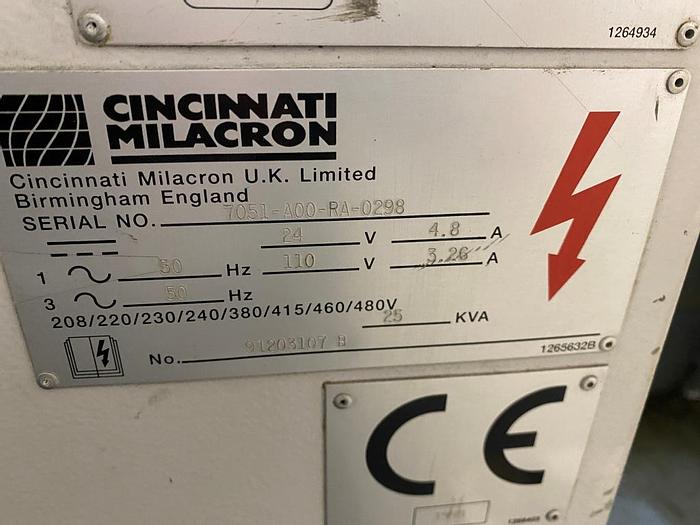 1264934
CINCINNATI
MILACRON
Cincinnati Milacron U.K. Limited
Birmingham England
SERIAL NO. 7051-A00-RA-0298
24 V 4.8 A
1 50 Hz 110 V 3.26 A
3 50 Hz
208/220/230/240/380/415/460/480V
25 KVA
No. 91203107 B
1265632B
CE